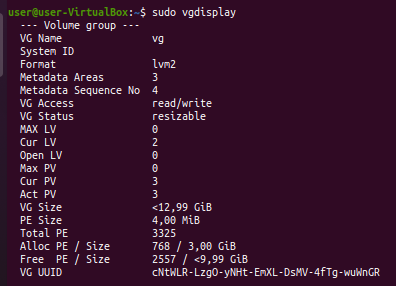 user@user-VirtualBox:~$ sudo vgdisplay
--- Volume group ---
VG Name vg
System ID
Format lvm2
Metadata Areas 3
Metadata Sequence No 4
VG Access read/write
VG Status resizable
MAX LV 0
Cur LV 2
Open LV 0
Max PV 0
Cur PV 3
Act PV 3
VG Size <12,99 GiB
PE Size 4,00 MiB
Total PE 3325
Alloc PE / Size 768 / 3,00 GiB
Free PE / Size 2557 / <9,99 GiB
VG UUID cNtWLR-LzgO-yNHt-EmXL-DsMV-4fTg-wuWnGR